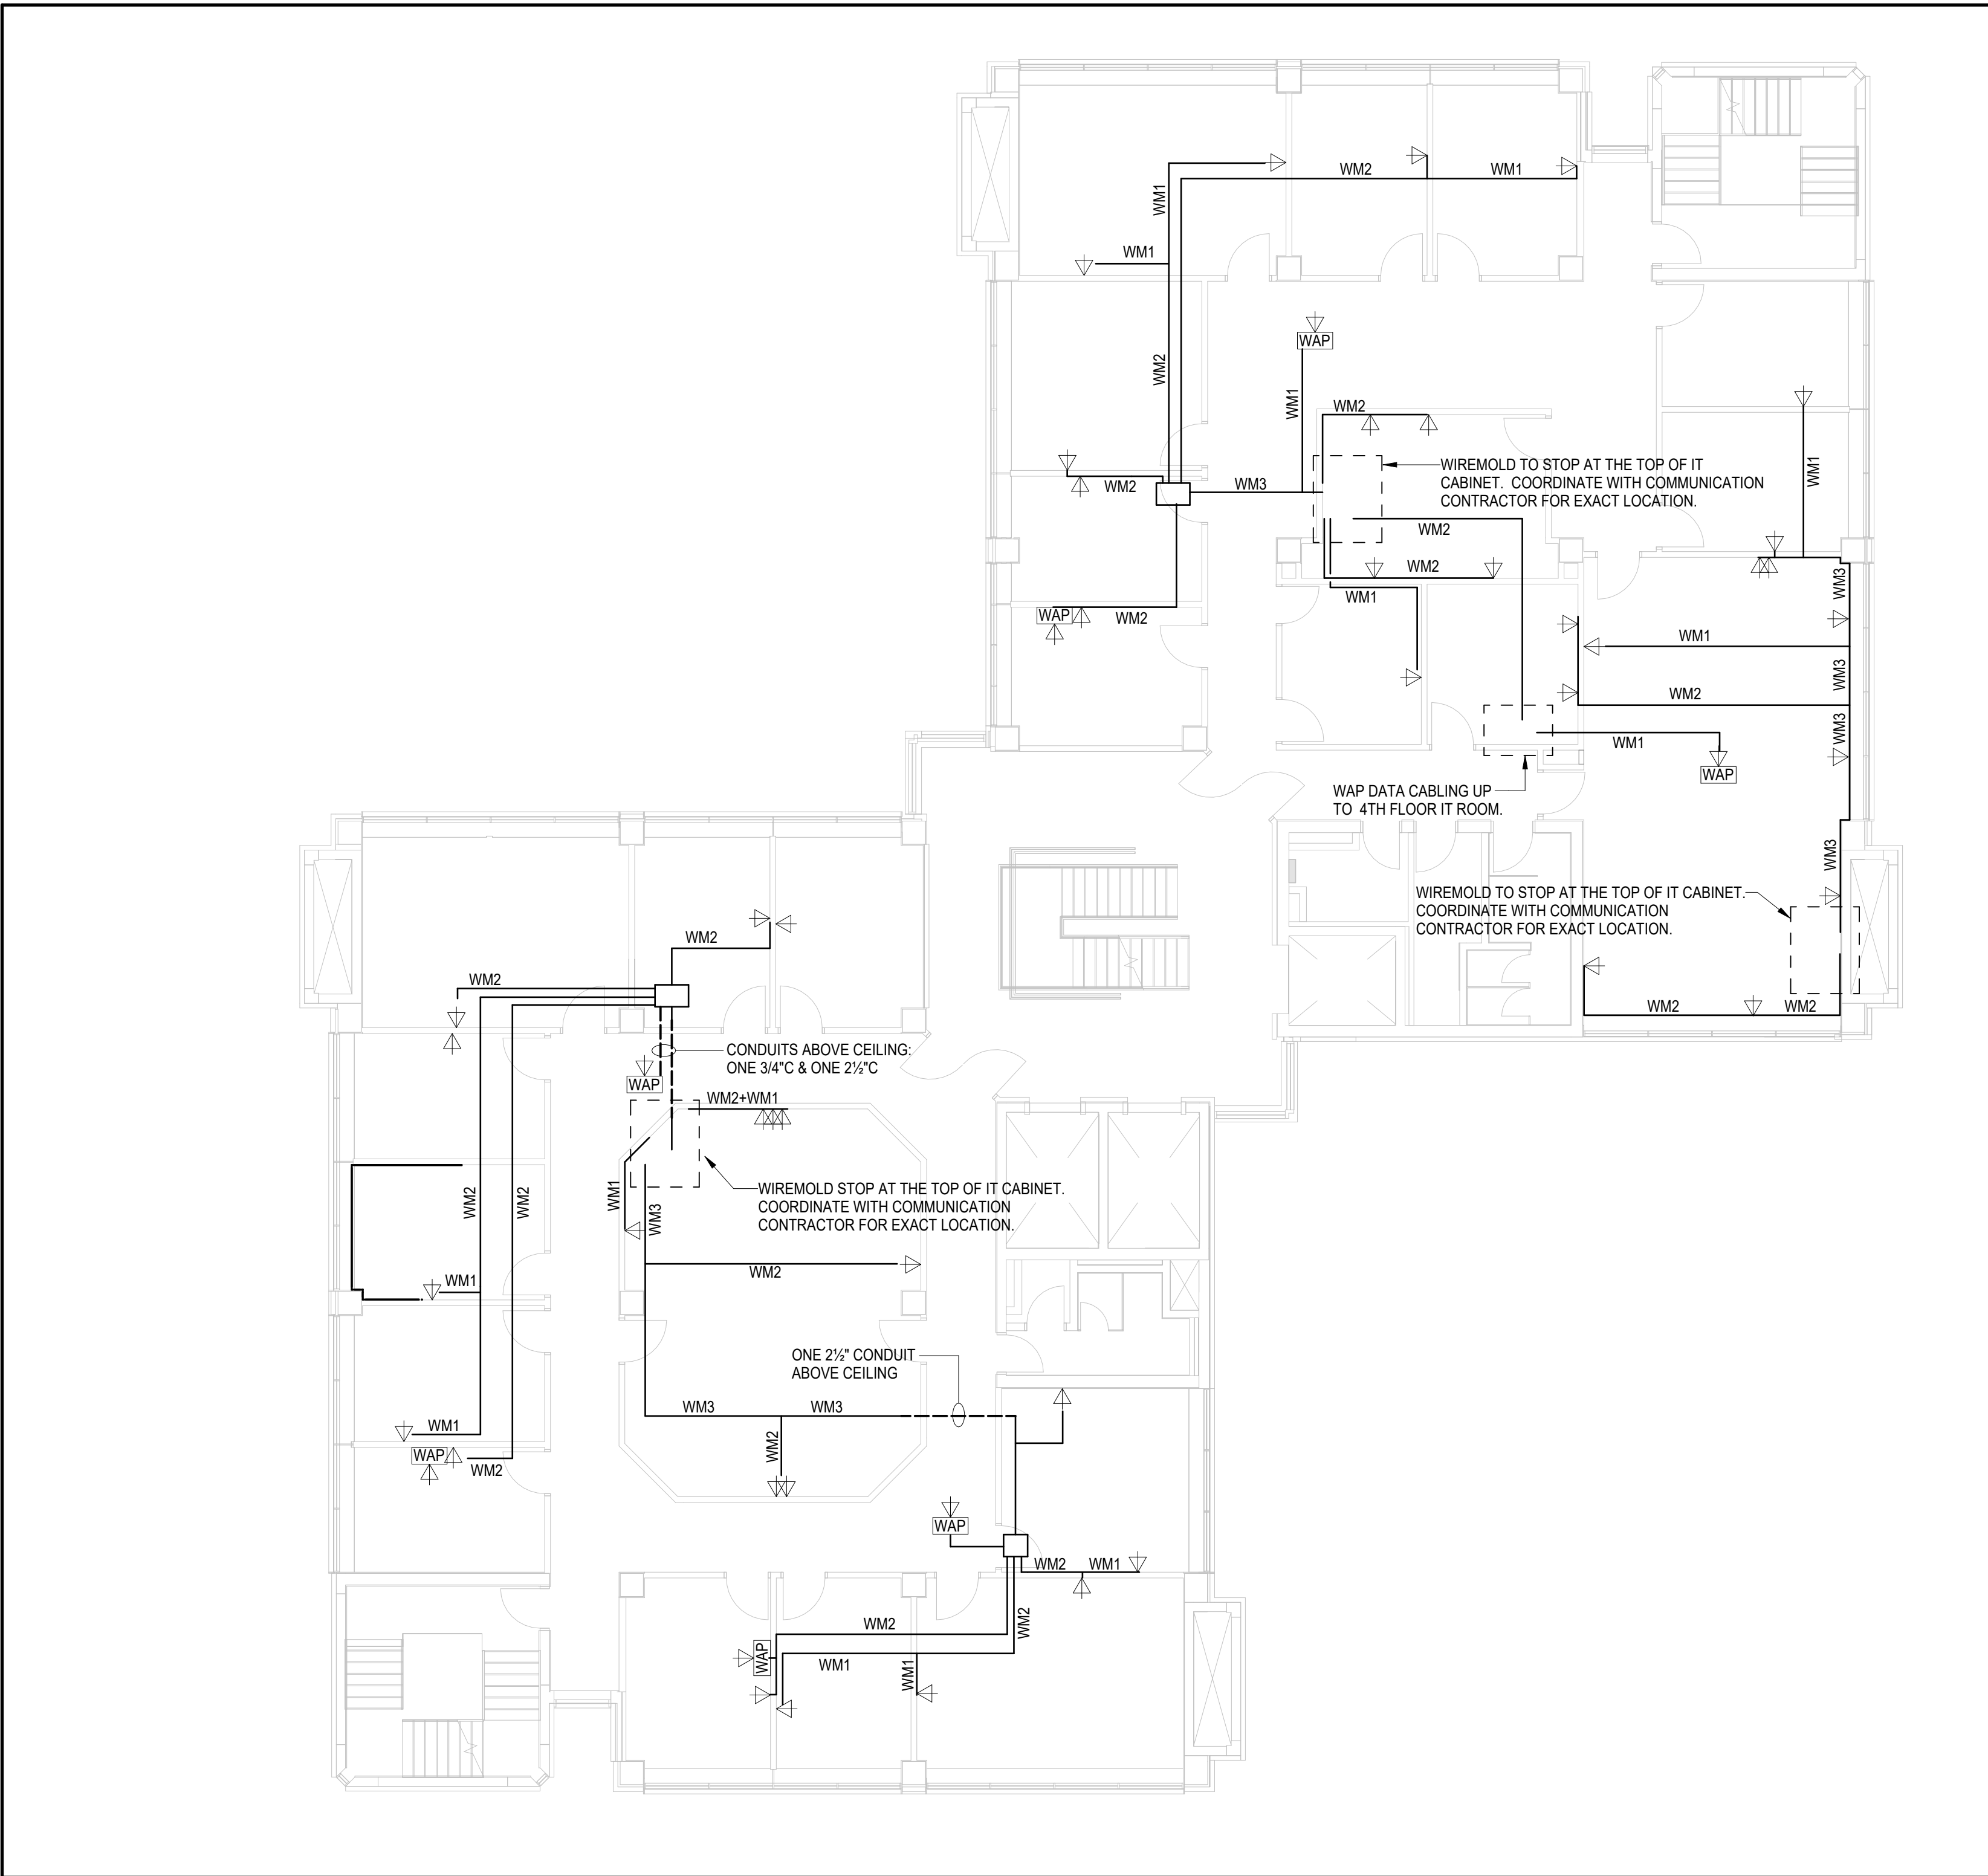 WM2
WM1
WM1
WM1
WM2
WAP
WM1
WM2
WIREMOLD TO STOP AT THE TOP OF IT
CABINET.  COORDINATE WITH COMMUNICATION
CONTRACTOR FOR EXACT LOCATION.
WM1
WM2
WM3
WM2
WM2
WM1
WM3
WAP
WM2
WM1
WM3
WM2
WM3
WM1
WAP
WAP DATA CABLING UP
TO  4TH FLOOR IT ROOM.
WM3
WIREMOLD TO STOP AT THE TOP OF IT CABINET.
COORDINATE WITH COMMUNICATION
CONTRACTOR FOR EXACT LOCATION.
WM2
WM2
WM2
WM2
CONDUITS ABOVE CEILING:
ONE 3/4"C & ONE 2½"C
WAP
WM2+WM1
WIREMOLD STOP AT THE TOP OF IT CABINET.
COORDINATE WITH COMMUNICATION
CONTRACTOR FOR EXACT LOCATION.
WM1
WM3
WM2
WM2
WM2
WM1
ONE 2½" CONDUIT
ABOVE CEILING
WM3
WM3
WM2
WM1
WAP
WM2
WAP
WM2
WM1
WM2
WM2
WAP
WM1
WM1